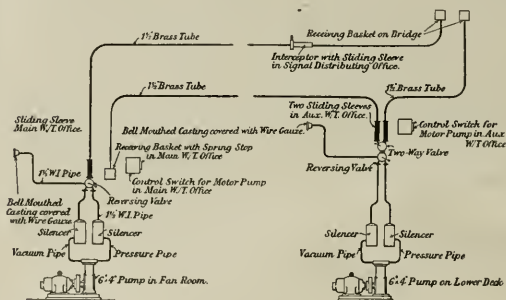 Receiving Basket on Bridge
1½ Brass Tube
Interceptor with Sliding Sleeve
in Signal Distributing Office.
1½ Brass Tube
1½ Brass Tube
Two Sliding Sleeves
in Aux. W/T. Office.
Sliding Sleeve
Main W/T. Office.
Bell Mouthed Casting covered with Wire Gauze.
Control Switch for
Motor Pump in Aux
W/T Office
Receiving Basket with Spring Stop
in Main W/T. Office
Two-Way Valve
Reversing Valve
1½ W.I Pipe
Control Switch for Motor Pump
in Main W/T. Office
Bell Mouthed
Casting covered
with Wire Gauze
Reversing Valve
1½ W.I. Pipe
Silencer
Silencer
Silencer
Silencer
Vacuum Pipe
Pressure Pipe
Vacuum Pipe
Pressure Pipe
6"×4" Pump in Fan Room.
6"×4" Pump on Lower Deck